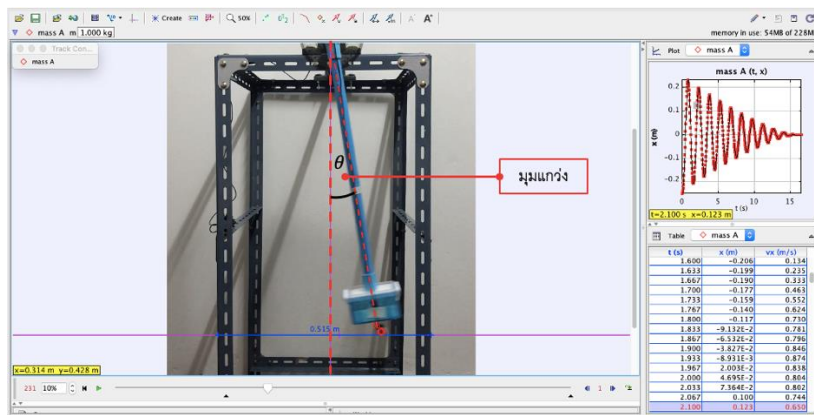 Create 50%
mass A m 1.000 kg
memory in use: 54MB of 228M
Track Con...
mass A
θ
มุมแกว่ง
0.515 m
x=0.314 m y=0.428 m
231 10% 1
Plot mass A
mass A (t, x)
x (m)
0.2
0.1
0
-0.1
-0.2
0 5 10 15
t (s)
t=2.100 s x=0.123 m
Table mass A
t (s) x (m) vx (m/s)
1.600 -0.206 0.134
1.633 -0.199 0.235
1.667 -0.190 0.333
1.700 -0.177 0.463
1.733 -0.159 0.552
1.767 -0.140 0.624
1.800 -0.117 0.730
1.833 -9.132E-2 0.781
1.867 -6.532E-2 0.796
1.900 -3.827E-2 0.846
1.933 -8.931E-3 0.874
1.967 2.003E-2 0.838
2.000 4.695E-2 0.804
2.033 7.364E-2 0.802
2.067 0.100 0.744
2.100 0.123 0.650